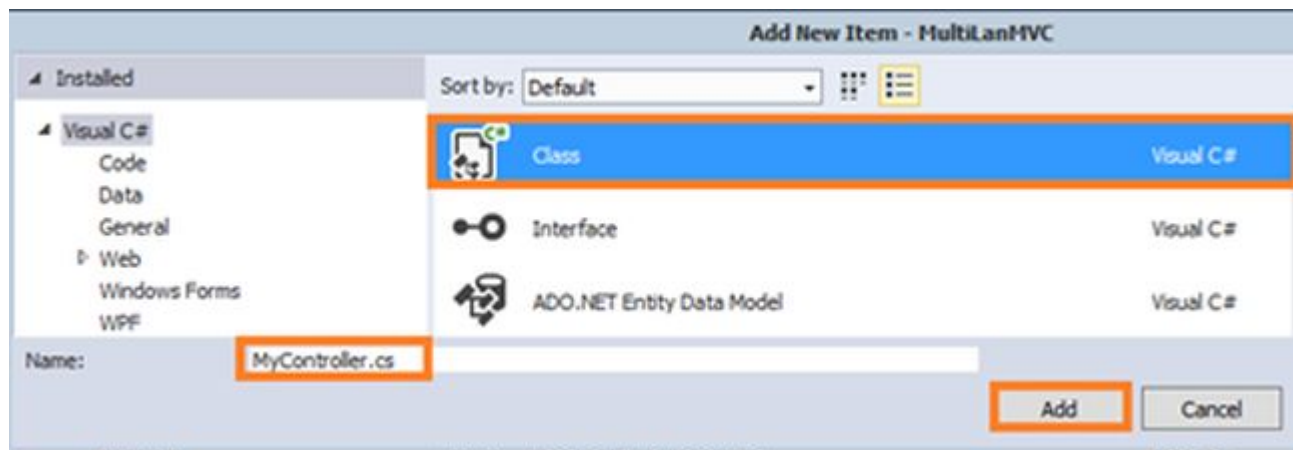 Add New Item - MultiLanMVC
Installed
Sort by: Default
Visual C#
Code
Data
General
Web
Windows Forms
WPF
C#
Class Visual C#
Interface Visual C#
ADO.NET Entity Data Model Visual C#
Name: MyController.cs
Add Cancel